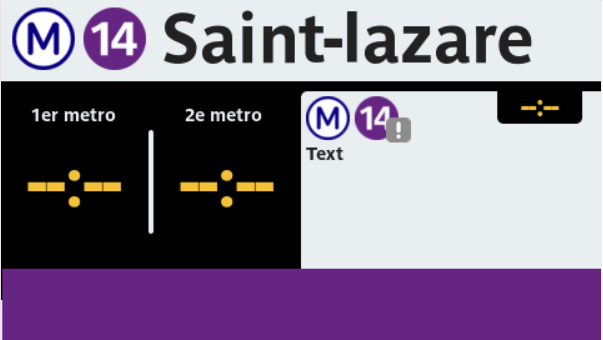 M 14 Saint-lazare
1er metro 2e metro
--:-- --:--
M 14 !
--:--
Text